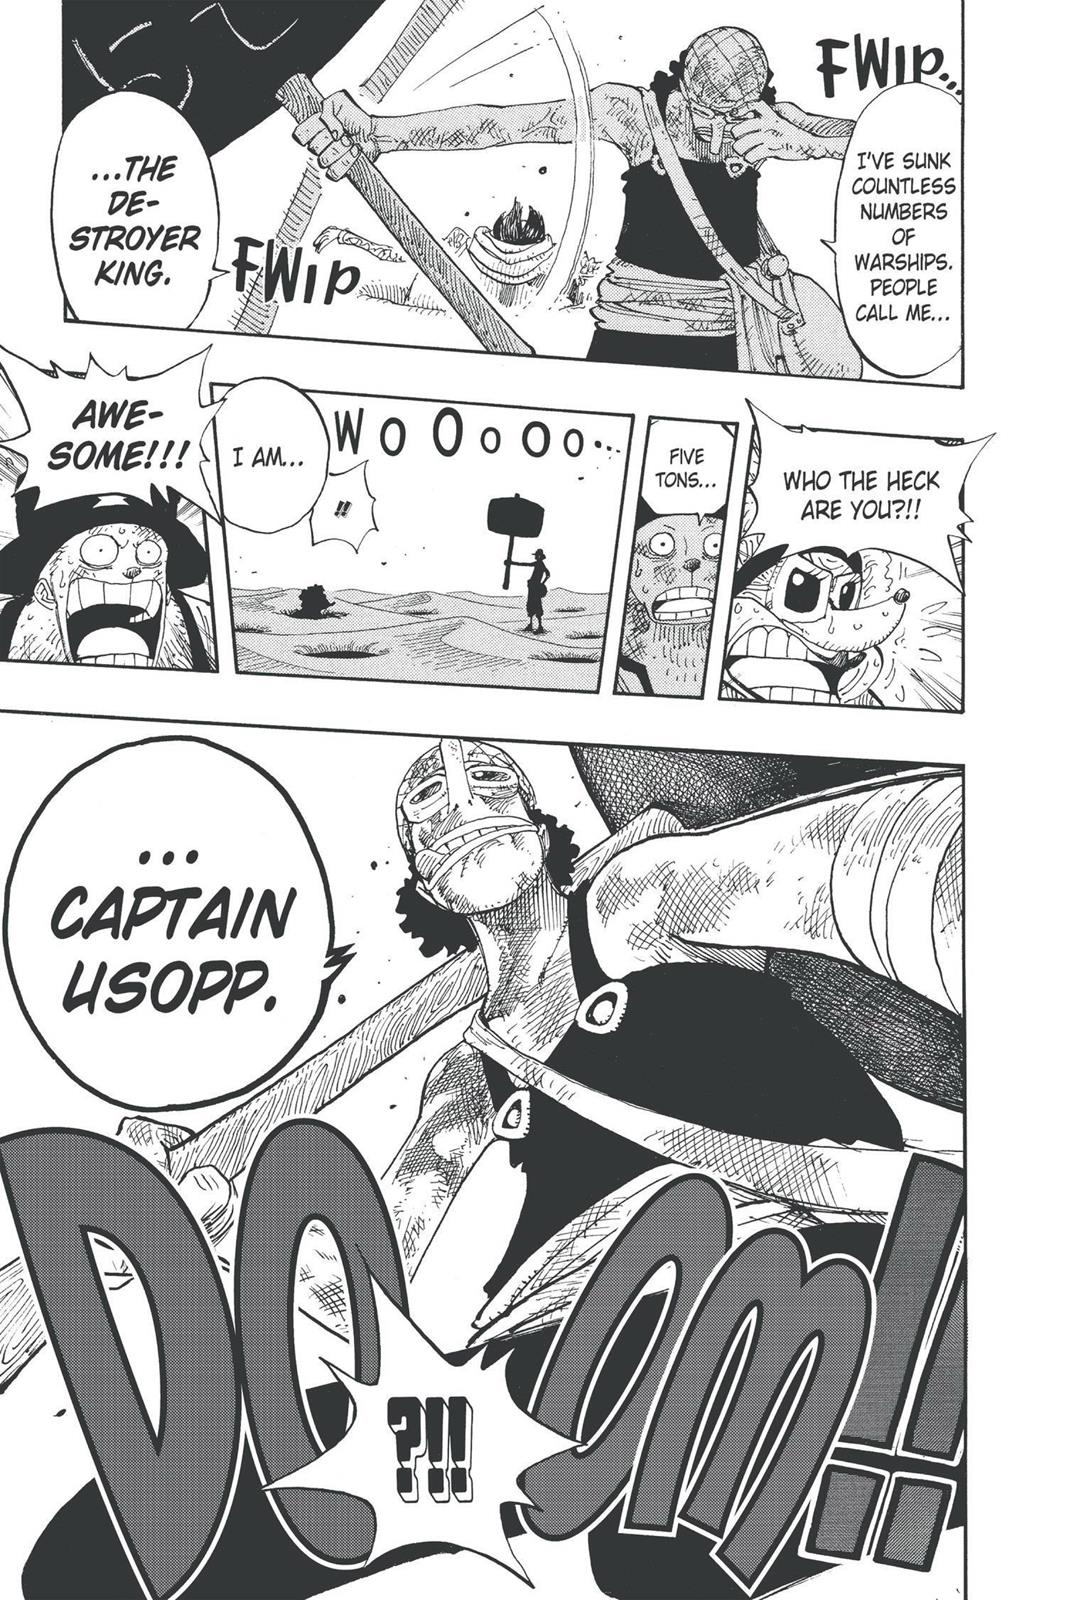 FWIP...
I'VE SUNK
COUNTLESS
NUMBERS
OF
WARSHIPS.
PEOPLE
CALL ME...
FWIP
...THE
DE-
STROYER
KING.
WHO THE HECK
ARE YOU?!!
FIVE
TONS...
WOOOOO...
!!
I AM...
AWE-
SOME!!!
...
CAPTAIN
USOPP.
DOOM!!
?!!